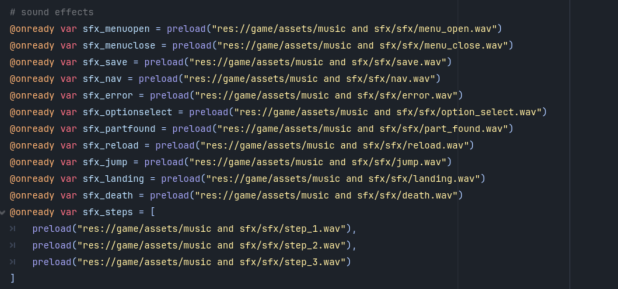 # sound effects
@onready var sfx_menuopen = preload("res://game/assets/music and sfx/sfx/menu_open.wav")
@onready var sfx_menuclose = preload("res://game/assets/music and sfx/sfx/menu_close.wav")
@onready var sfx_save = preload("res://game/assets/music and sfx/sfx/save.wav")
@onready var sfx_nav = preload("res://game/assets/music and sfx/sfx/nav.wav")
@onready var sfx_error = preload("res://game/assets/music and sfx/sfx/error.wav")
@onready var sfx_optionselect = preload("res://game/assets/music and sfx/sfx/option_select.wav")
@onready var sfx_partfound = preload("res://game/assets/music and sfx/sfx/part_found.wav")
@onready var sfx_reload = preload("res://game/assets/music and sfx/sfx/reload.wav")
@onready var sfx_jump = preload("res://game/assets/music and sfx/sfx/jump.wav")
@onready var sfx_landing = preload("res://game/assets/music and sfx/sfx/landing.wav")
@onready var sfx_death = preload("res://game/assets/music and sfx/sfx/death.wav")
@onready var sfx_steps = [
preload("res://game/assets/music and sfx/sfx/step_1.wav"),
preload("res://game/assets/music and sfx/sfx/step_2.wav"),
preload("res://game/assets/music and sfx/sfx/step_3.wav")
]